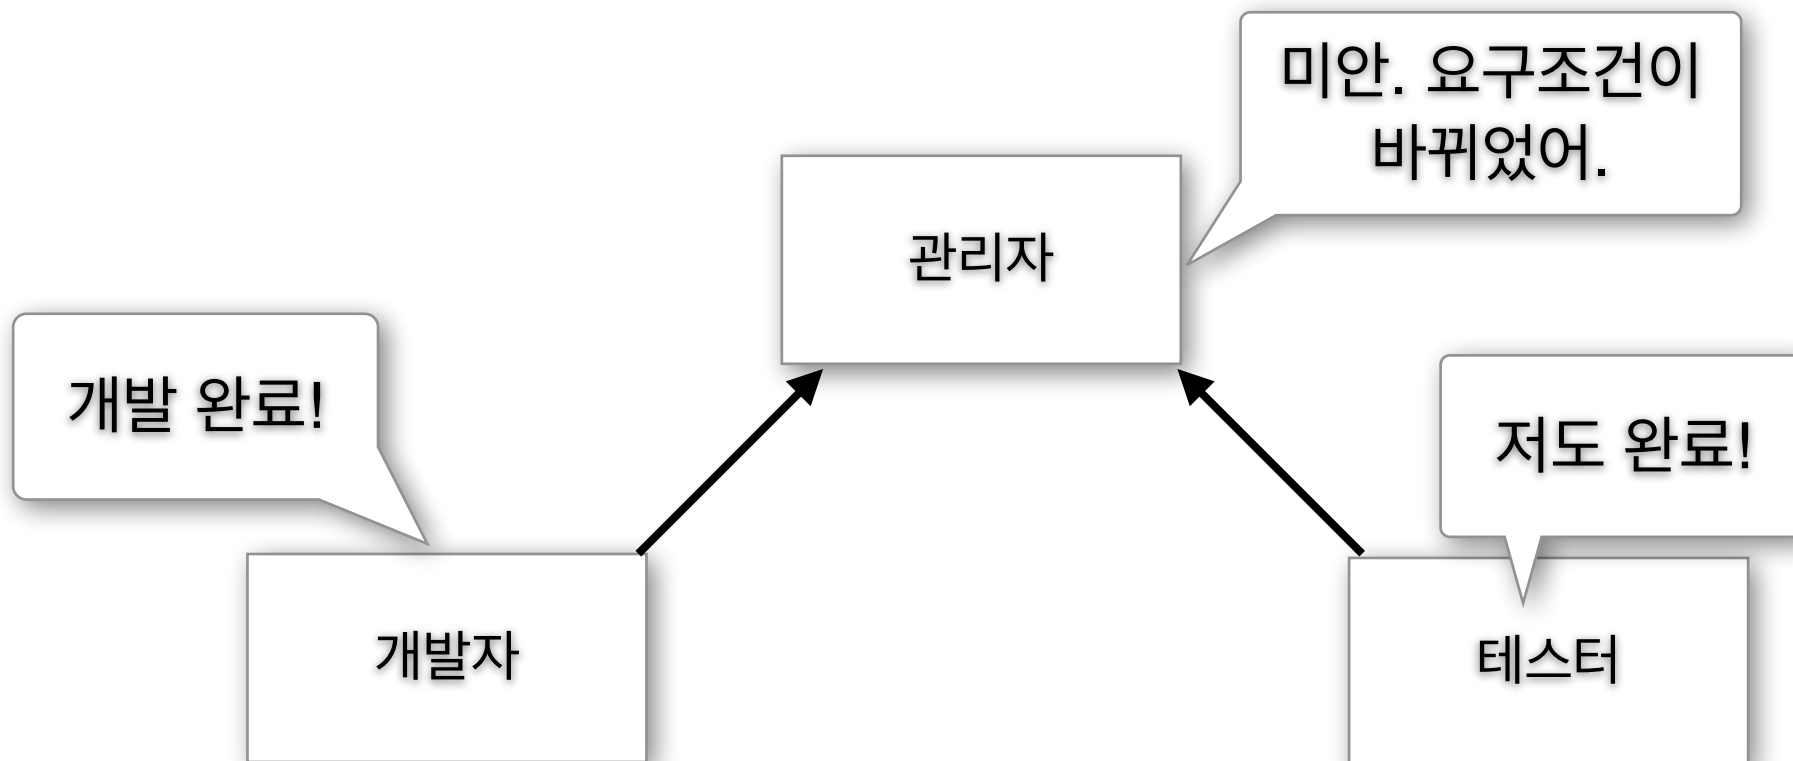 미안. 요구조건이
바뀌었어.
관리자
개발 완료!
저도 완료!
개발자
테스터